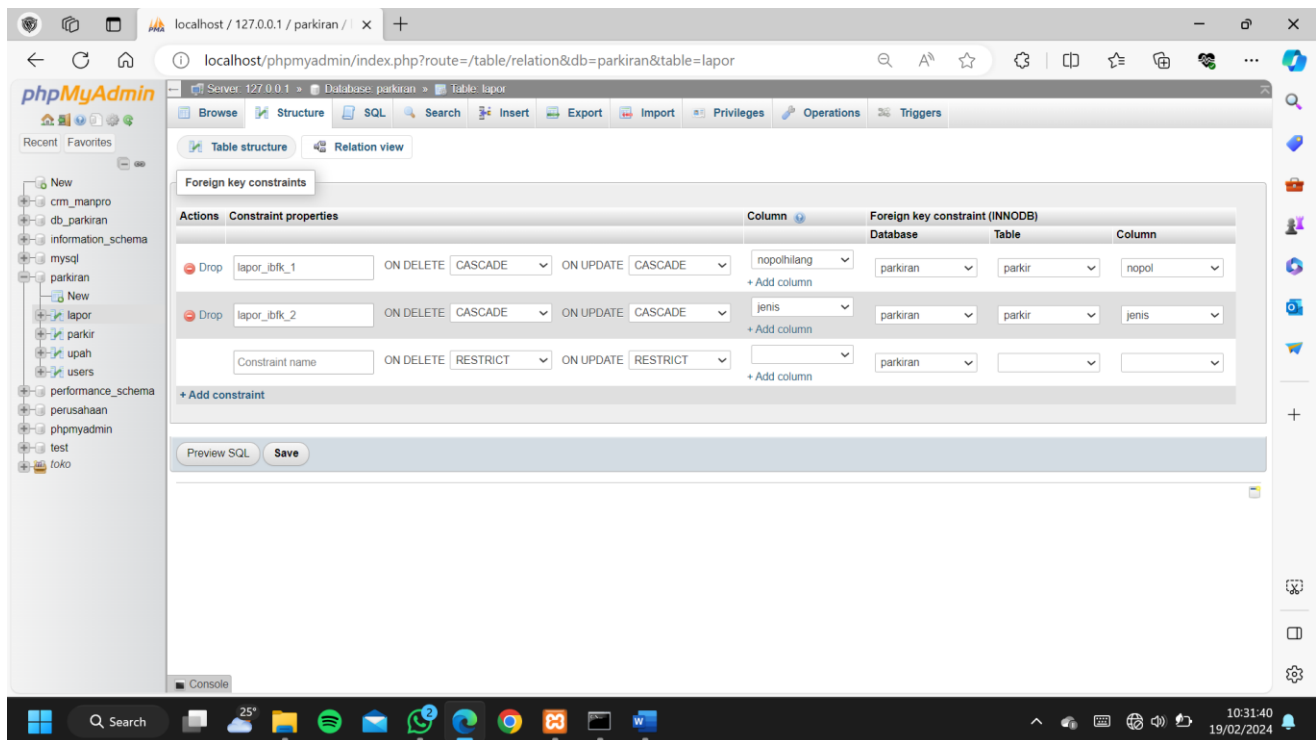 localhost / 127.0.0.1 / parkiran /
localhost/phpmyadmin/index.php?route=/table/relation&db=parkiran&table=lapor
phpMyAdmin
Recent Favorites
New
crm_manpro
db_parkiran
information_schema
mysql
parkiran
New
lapor
parkir
upah
users
performance_schema
perusahaan
phpmyadmin
test
toko
Server: 127.0.0.1 » Database: parkiran » Table: lapor
Browse Structure SQL Search Insert Export Import Privileges Operations Triggers
Table structure Relation view
Foreign key constraints
Actions Constraint properties Column Foreign key constraint (INNODB)
Database Table Column
Drop lapor_ibfk_1 ON DELETE CASCADE ON UPDATE CASCADE nopolhilang parkiran parkir nopol
+ Add column
Drop lapor_ibfk_2 ON DELETE CASCADE ON UPDATE CASCADE jenis parkiran parkir jenis
+ Add column
Constraint name ON DELETE RESTRICT ON UPDATE RESTRICT parkiran
+ Add column
+ Add constraint
Preview SQL Save
Console
Search 25° 2 10:31:40
19/02/2024